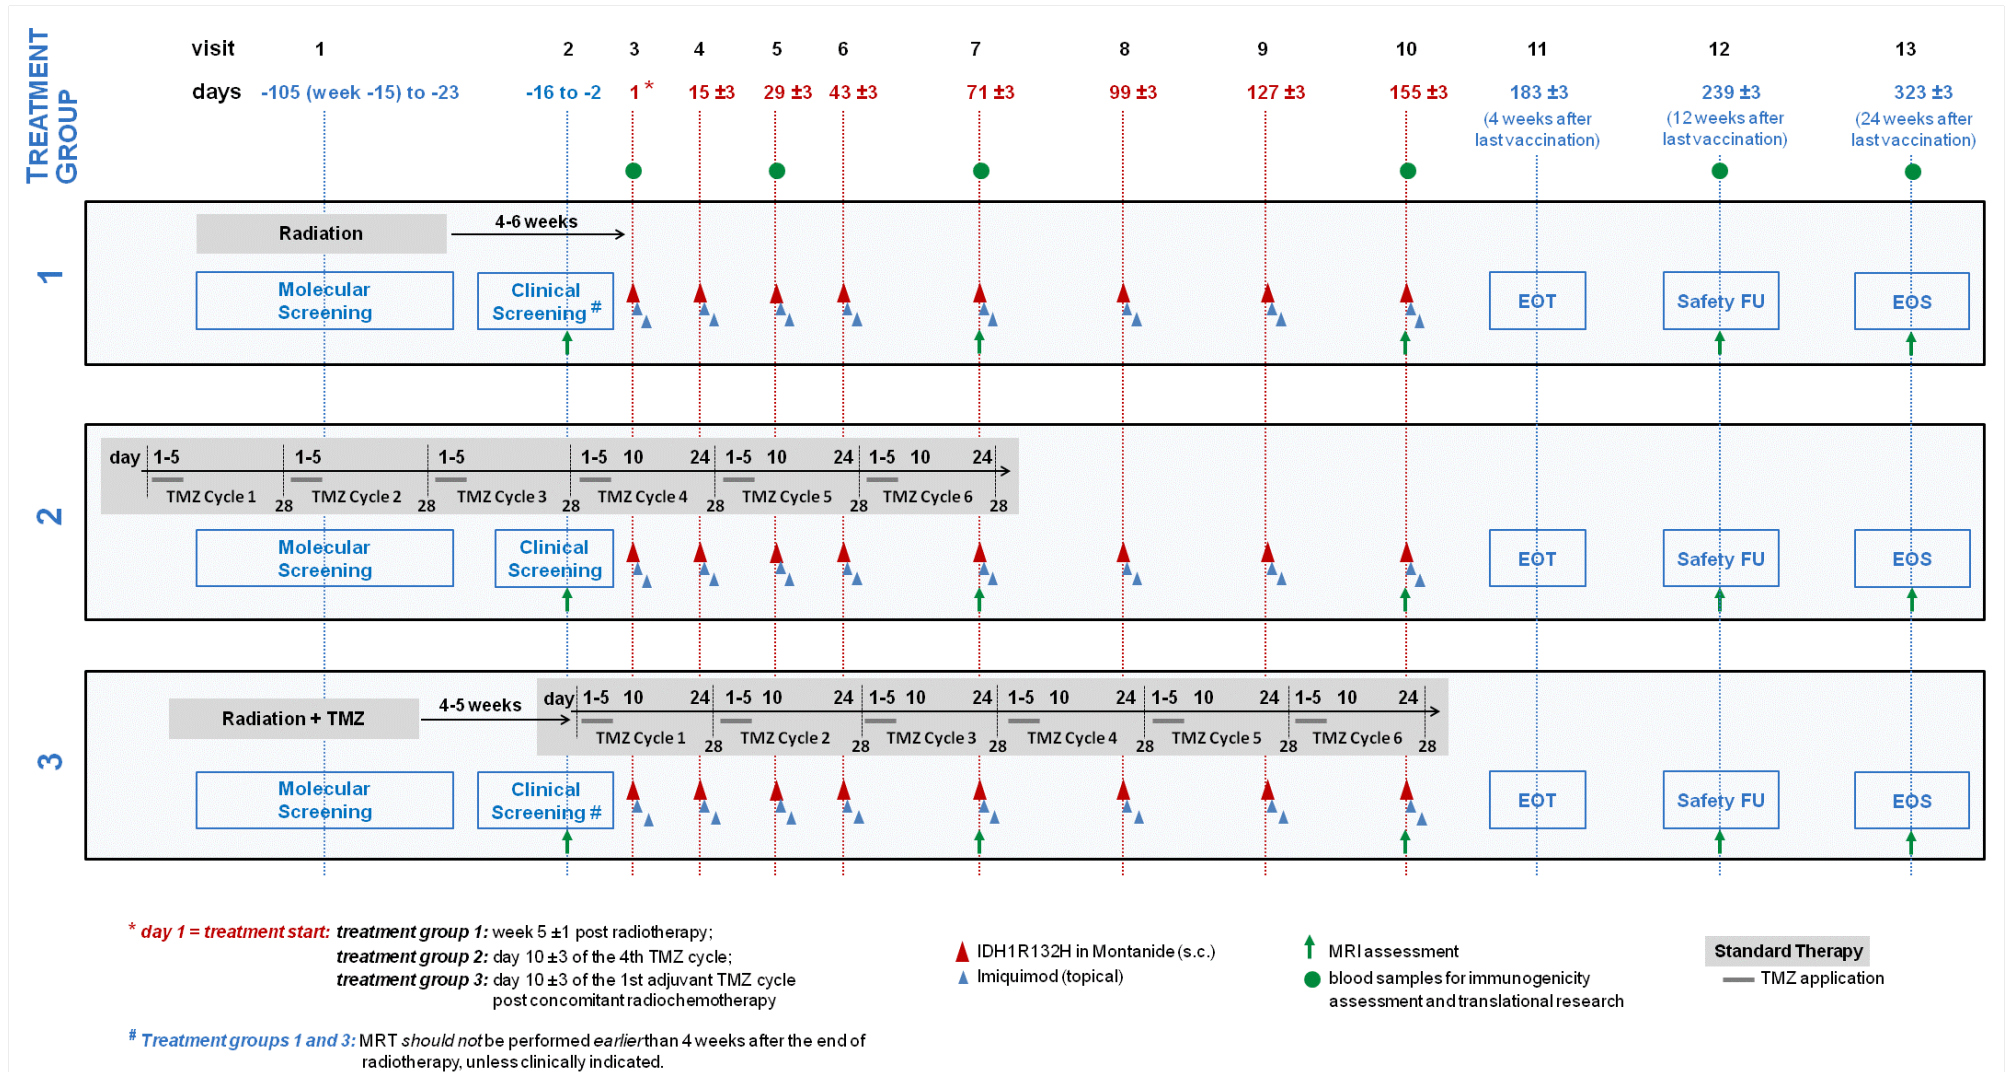 TREATMENT
GROUP
visit 1 2 3 4 5 6 7 8 9 10 11 12 13
days -105 (week -15) to -23 -16 to -2 1 * 15 ±3 29 ±3 43 ±3 71 ±3 99 ±3 127 ±3 155 ±3 183 ±3 239 ±3 323 ±3
(4 weeks after (12 weeks after (24 weeks after
last vaccination) last vaccination) last vaccination)
1
Radiation 4-6 weeks
Molecular Clinical
Screening Screening # EOT Safety FU EOS
2
day 1-5 1-5 1-5 1-5 10 24 1-5 10 24 1-5 10 24
TMZ Cycle 1 TMZ Cycle 2 TMZ Cycle 3 TMZ Cycle 4 TMZ Cycle 5 TMZ Cycle 6
28 28 28 28 28 28
Molecular Clinical
Screening Screening EOT Safety FU EOS
3
Radiation + TMZ 4-5 weeks
day 1-5 10 24 1-5 10 24 1-5 10 24 1-5 10 24 1-5 10 24 1-5 10 24
TMZ Cycle 1 TMZ Cycle 2 TMZ Cycle 3 TMZ Cycle 4 TMZ Cycle 5 TMZ Cycle 6
28 28 28 28 28 28
Molecular Clinical
Screening Screening # EOT Safety FU EOS
* day 1 = treatment start: treatment group 1: week 5 ±1 post radiotherapy;
treatment group 2: day 10 ±3 of the 4th TMZ cycle;
treatment group 3: day 10 ±3 of the 1st adjuvant TMZ cycle
post concomitant radiochemotherapy
# Treatment groups 1 and 3: MRT should not be performed earlier than 4 weeks after the end of
radiotherapy, unless clinically indicated.
IDH1R132H in Montanide (s.c.)
Imiquimod (topical)
MRI assessment
blood samples for immunogenicity
assessment and translational research
Standard Therapy
TMZ application